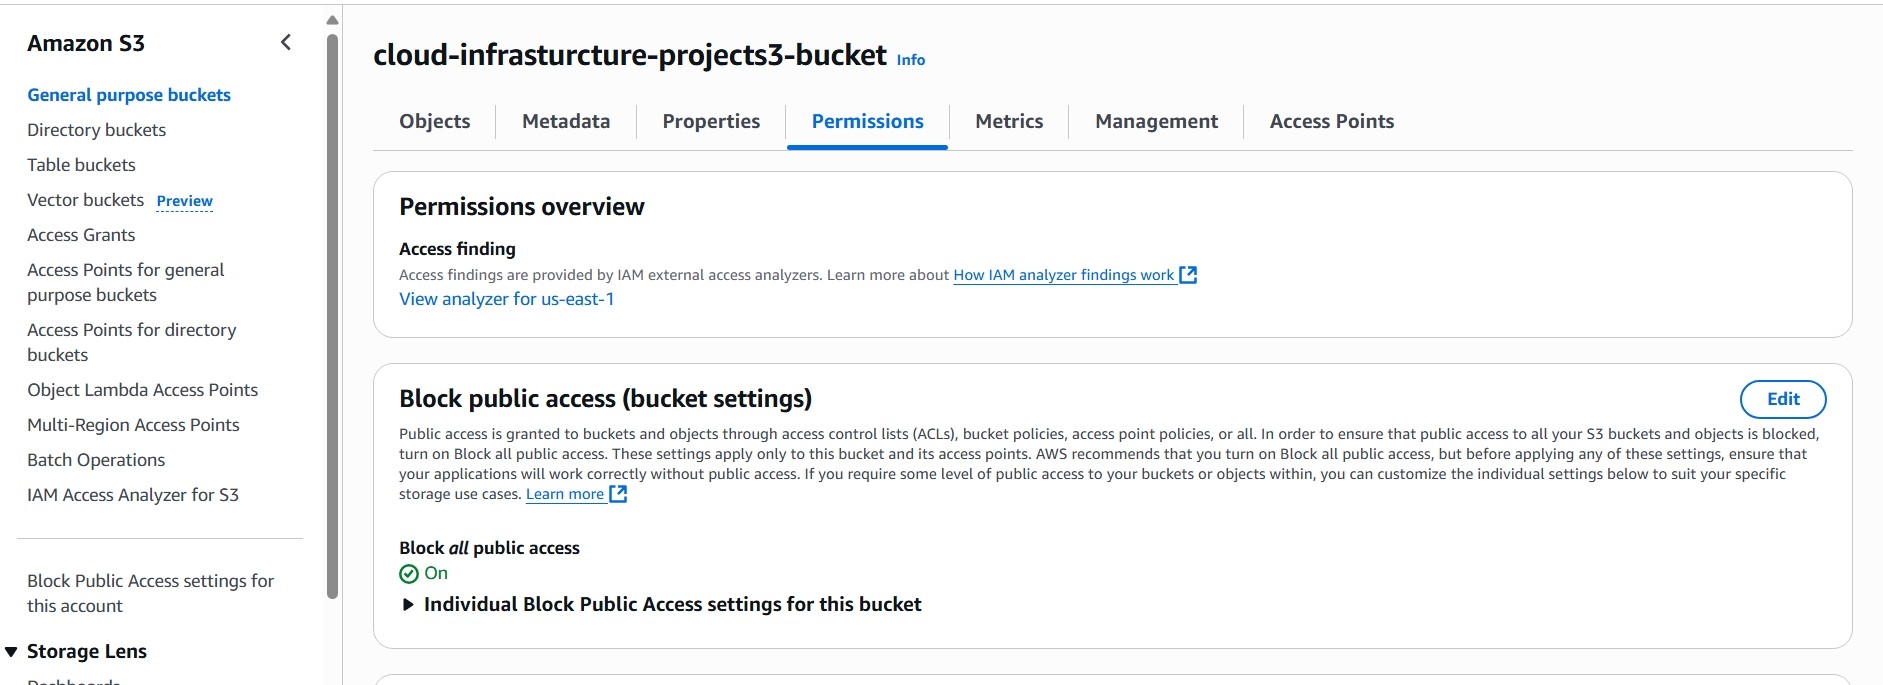 Amazon S3
General purpose buckets
Directory buckets
Table buckets
Vector buckets Preview
Access Grants
Access Points for general
purpose buckets
Access Points for directory
buckets
Object Lambda Access Points
Multi-Region Access Points
Batch Operations
IAM Access Analyzer for S3
Block Public Access settings for
this account
Storage Lens
cloud-infrasturcture-projects3-bucket Info
Objects Metadata Properties Permissions Metrics Management Access Points
Permissions overview
Access finding
Access findings are provided by IAM external access analyzers. Learn more about How IAM analyzer findings work
View analyzer for us-east-1
Block public access (bucket settings)
Edit
Public access is granted to buckets and objects through access control lists (ACLs), bucket policies, access point policies, or all. In order to ensure that public access to all your S3 buckets and objects is blocked,
turn on Block all public access. These settings apply only to this bucket and its access points. AWS recommends that you turn on Block all public access, but before applying any of these settings, ensure that
your applications will work correctly without public access. If you require some level of public access to your buckets or objects within, you can customize the individual settings below to suit your specific
storage use cases. Learn more
Block all public access
On
Individual Block Public Access settings for this bucket